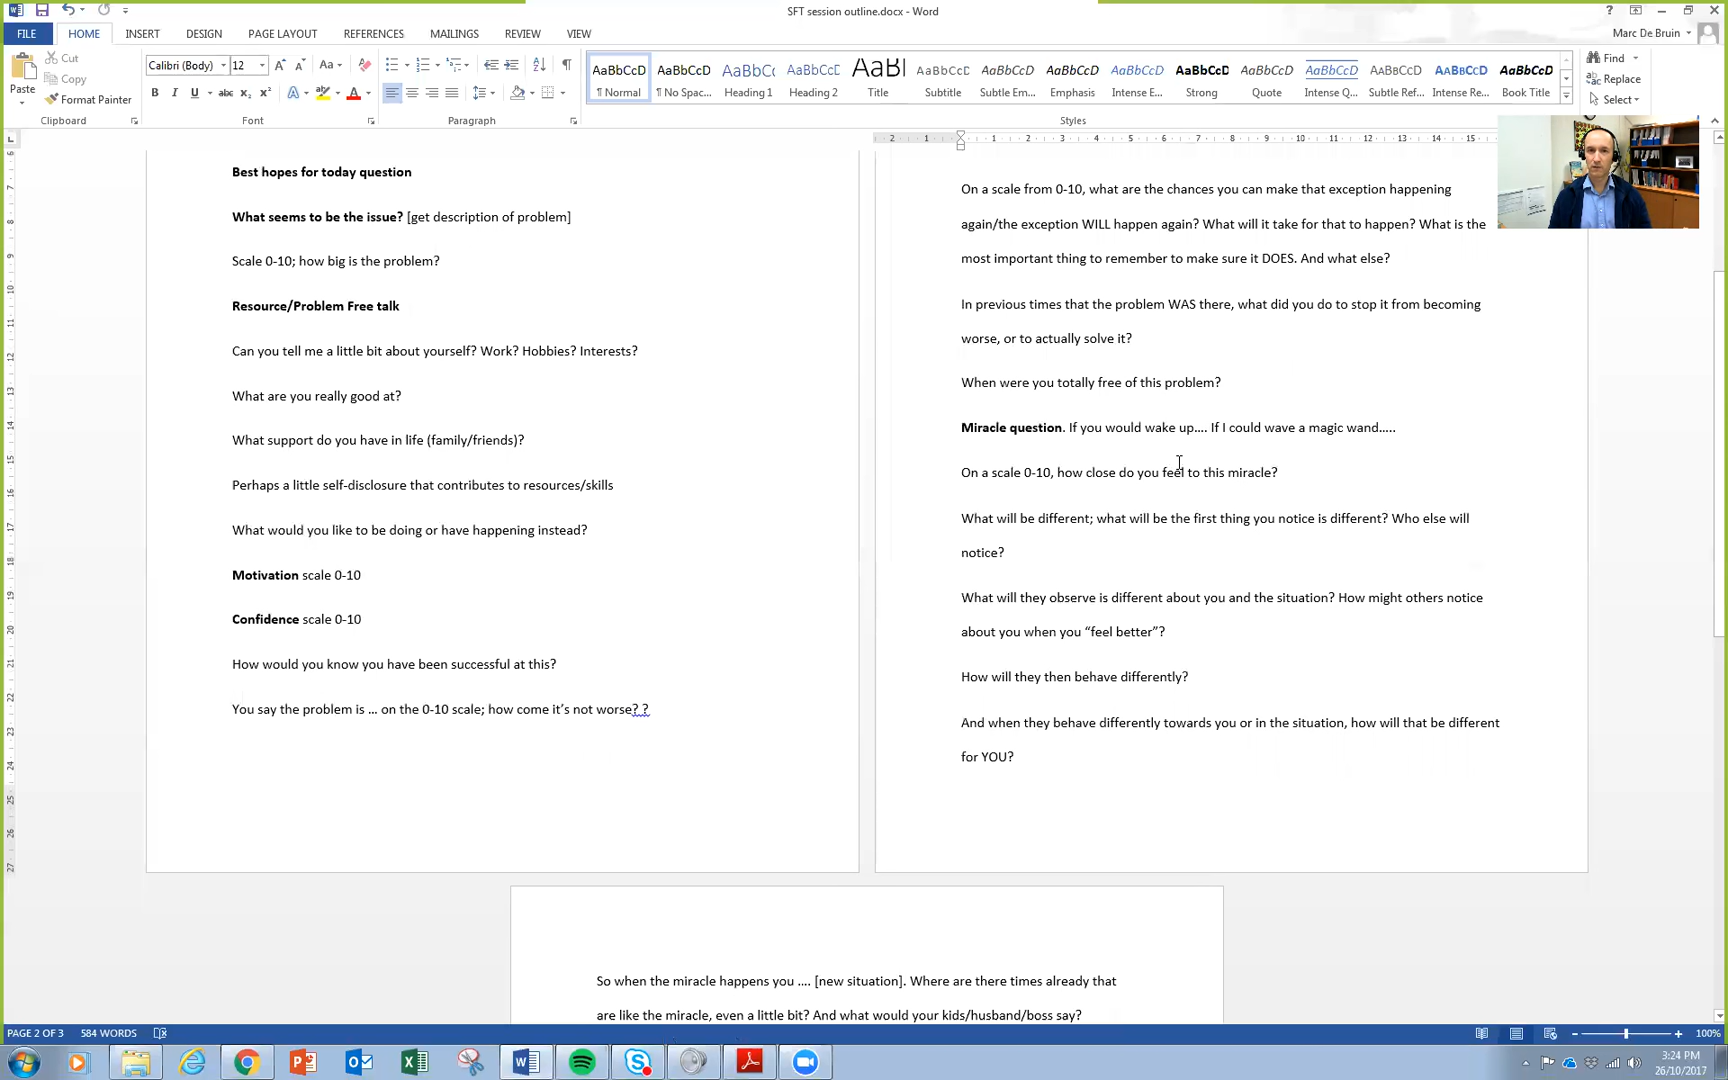 SFT session outline.docx - Word
FILE HOME INSERT DESIGN PAGE LAYOUT REFERENCES MAILINGS REVIEW VIEW
Marc De Bruin
Paste
Cut
Copy
Format Painter
Clipboard
Calibri (Body) 12
Font
Paragraph
AaBbCcD AaBbCcD AaBbCc AaBbCcD AaBl AaBbCcD AaBbCcD AaBbCcD AaBbCcD AaBbCcD AaBbCcD AaBbCcD AaBbCcD AaBbCcD AaBbCcD
¶ Normal ¶ No Spac... Heading 1 Heading 2 Title Subtitle Subtle Em... Emphasis Intense E... Strong Quote Intense Q... Subtle Ref... Intense Re... Book Title
Styles
Find
Replace
Select
Best hopes for today question
What seems to be the issue? [get description of problem]
Scale 0-10; how big is the problem?
Resource/Problem Free talk
Can you tell me a little bit about yourself? Work? Hobbies? Interests?
What are you really good at?
What support do you have in life (family/friends)?
Perhaps a little self-disclosure that contributes to resources/skills
What would you like to be doing or have happening instead?
Motivation scale 0-10
Confidence scale 0-10
How would you know you have been successful at this?
You say the problem is … on the 0-10 scale; how come it’s not worse? ?
On a scale from 0-10, what are the chances you can make that exception happening
again/the exception WILL happen again? What will it take for that to happen? What is the
most important thing to remember to make sure it DOES. And what else?
In previous times that the problem WAS there, what did you do to stop it from becoming
worse, or to actually solve it?
When were you totally free of this problem?
Miracle question. If you would wake up…. If I could wave a magic wand…..
On a scale 0-10, how close do you feel to this miracle?
What will be different; what will be the first thing you notice is different? Who else will
notice?
What will they observe is different about you and the situation? How might others notice
about you when you “feel better”?
How will they then behave differently?
And when they behave differently towards you or in the situation, how will that be different
for YOU?
So when the miracle happens you …. [new situation]. Where are there times already that
are like the miracle, even a little bit? And what would your kids/husband/boss say?
PAGE 2 OF 3 584 WORDS
100%
3:24 PM
26/10/2017